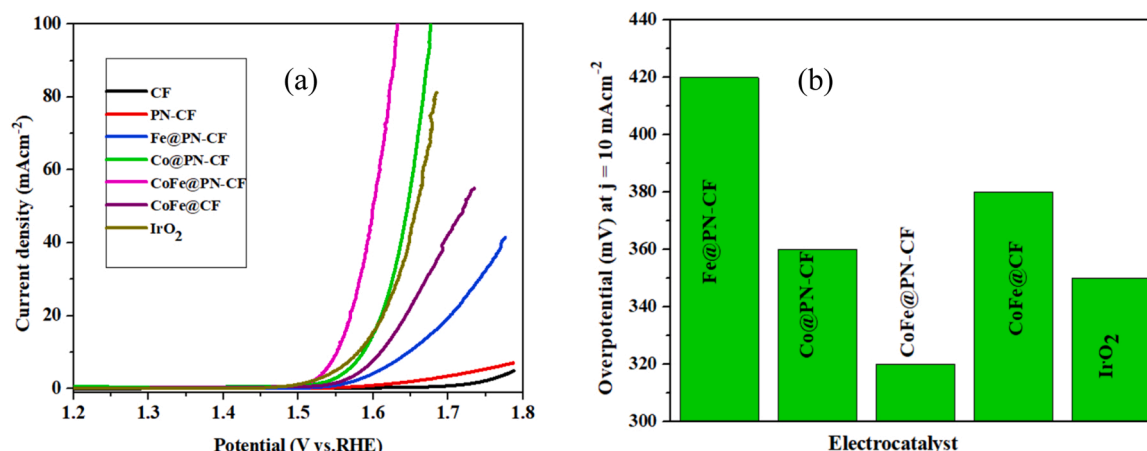 (a)
Current density (mAcm⁻²)
100
80
60
40
20
0
CF
PN-CF
Fe@PN-CF
Co@PN-CF
CoFe@PN-CF
CoFe@CF
IrO₂
1.2 1.3 1.4 1.5 1.6 1.7 1.8
Potential (V vs.RHE)
(b)
Overpotential (mV) at j = 10 mAcm⁻²
440
420
400
380
360
340
320
300
Fe@PN-CF
Co@PN-CF
CoFe@PN-CF
CoFe@CF
IrO₂
Electrocatalyst